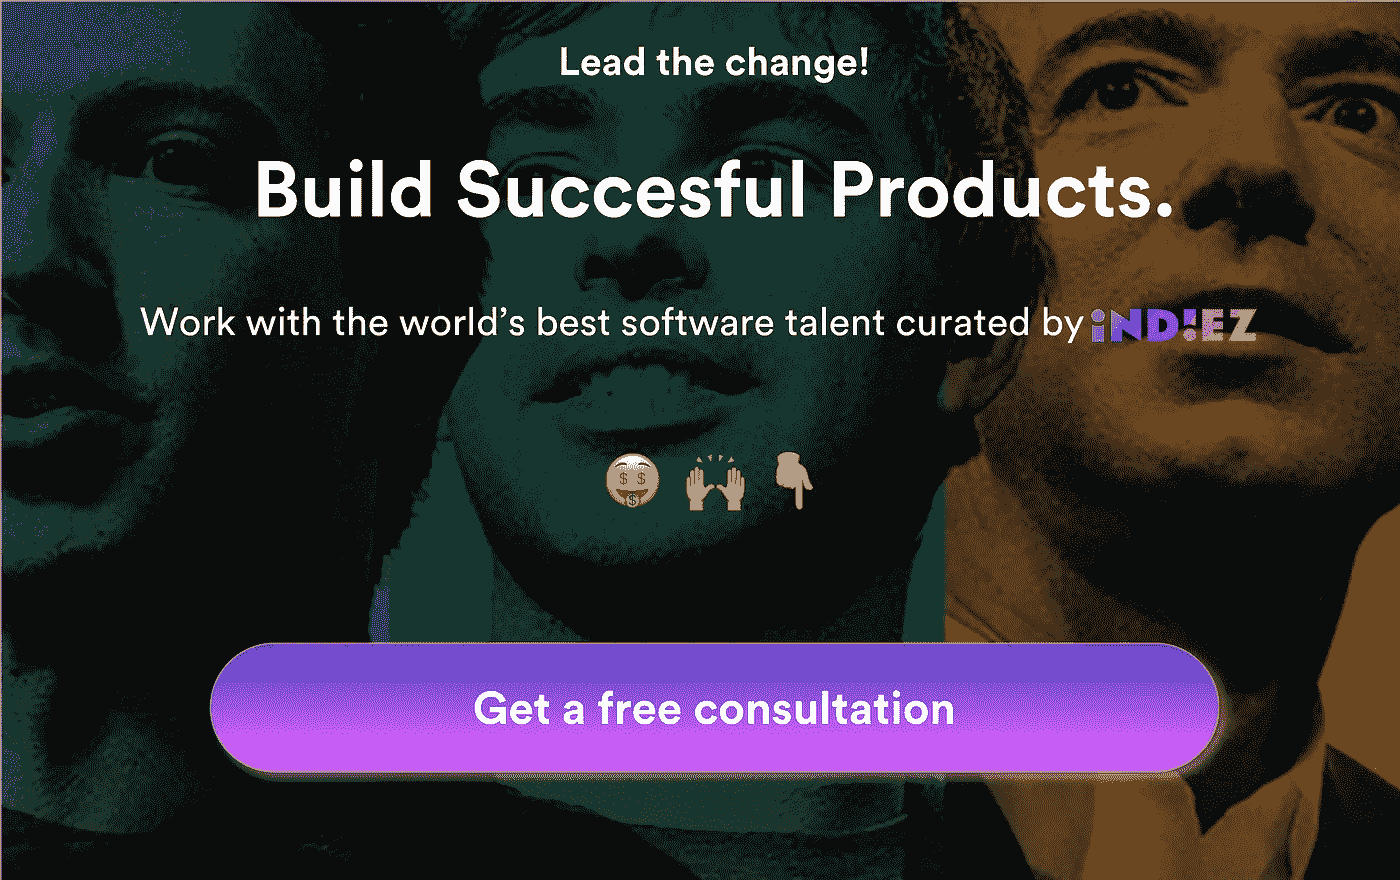 Lead the change!
Build Succesful Products.
Work with the world’s best software talent curated by iND!EZ
Get a free consultation